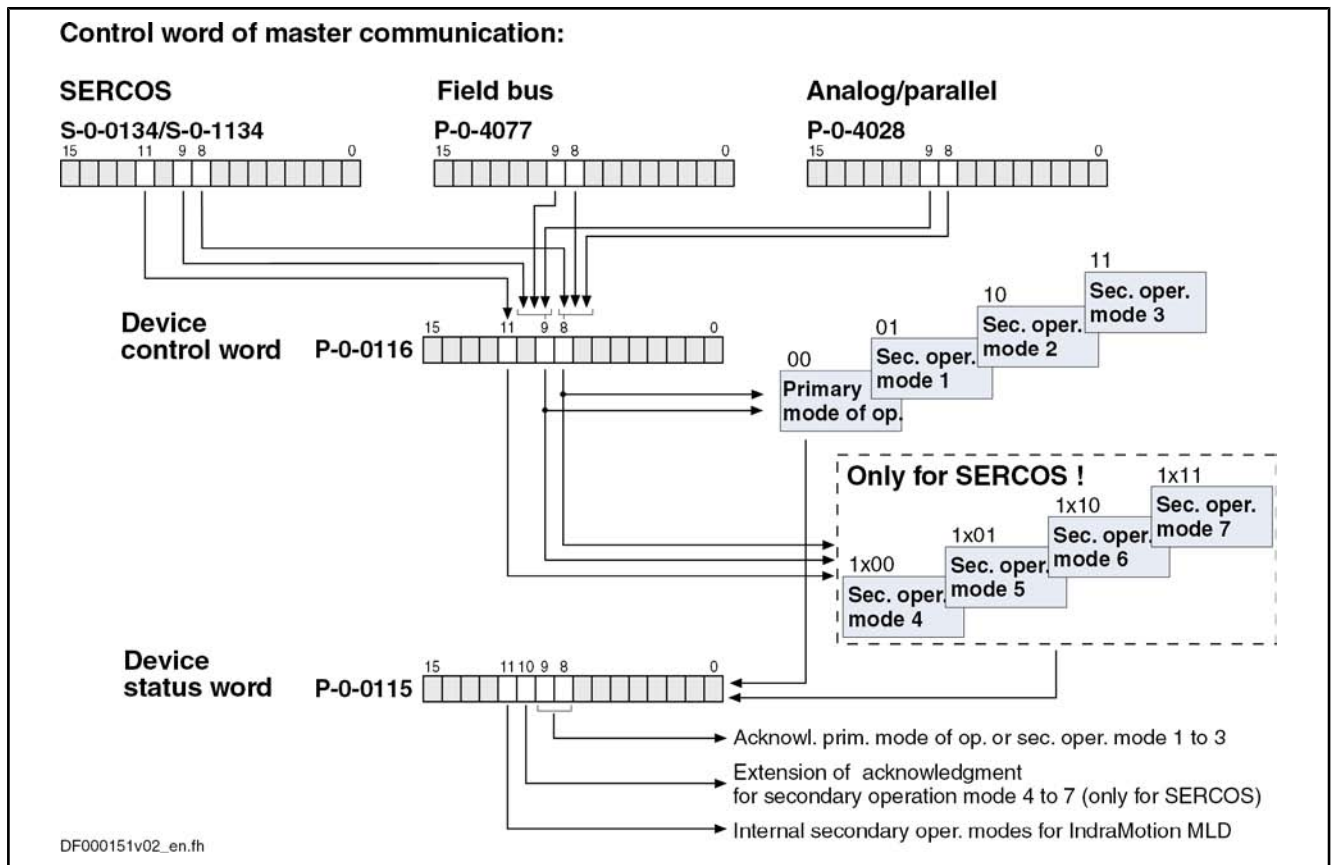 Control word of master communication:
SERCOS
Field bus
Analog/parallel
S-0-0134/S-0-1134
P-0-4077
P-0-4028
15 11 9 8 0
15 9 8 0
15 9 8 0
Device
control word
P-0-0116
15 11 9 8 0
00
Primary
mode of op.
01
Sec. oper.
mode 1
10
Sec. oper.
mode 2
11
Sec. oper.
mode 3
Only for SERCOS !
1x00
Sec. oper.
mode 4
1x01
Sec. oper.
mode 5
1x10
Sec. oper.
mode 6
1x11
Sec. oper.
mode 7
Device
status word
P-0-0115
15 11 10 9 8 0
Acknowl. prim. mode of op. or sec. oper. mode 1 to 3
Extension of acknowledgment
for secondary operation mode 4 to 7 (only for SERCOS)
Internal secondary oper. modes for IndraMotion MLD
DF000151v02_en.fh